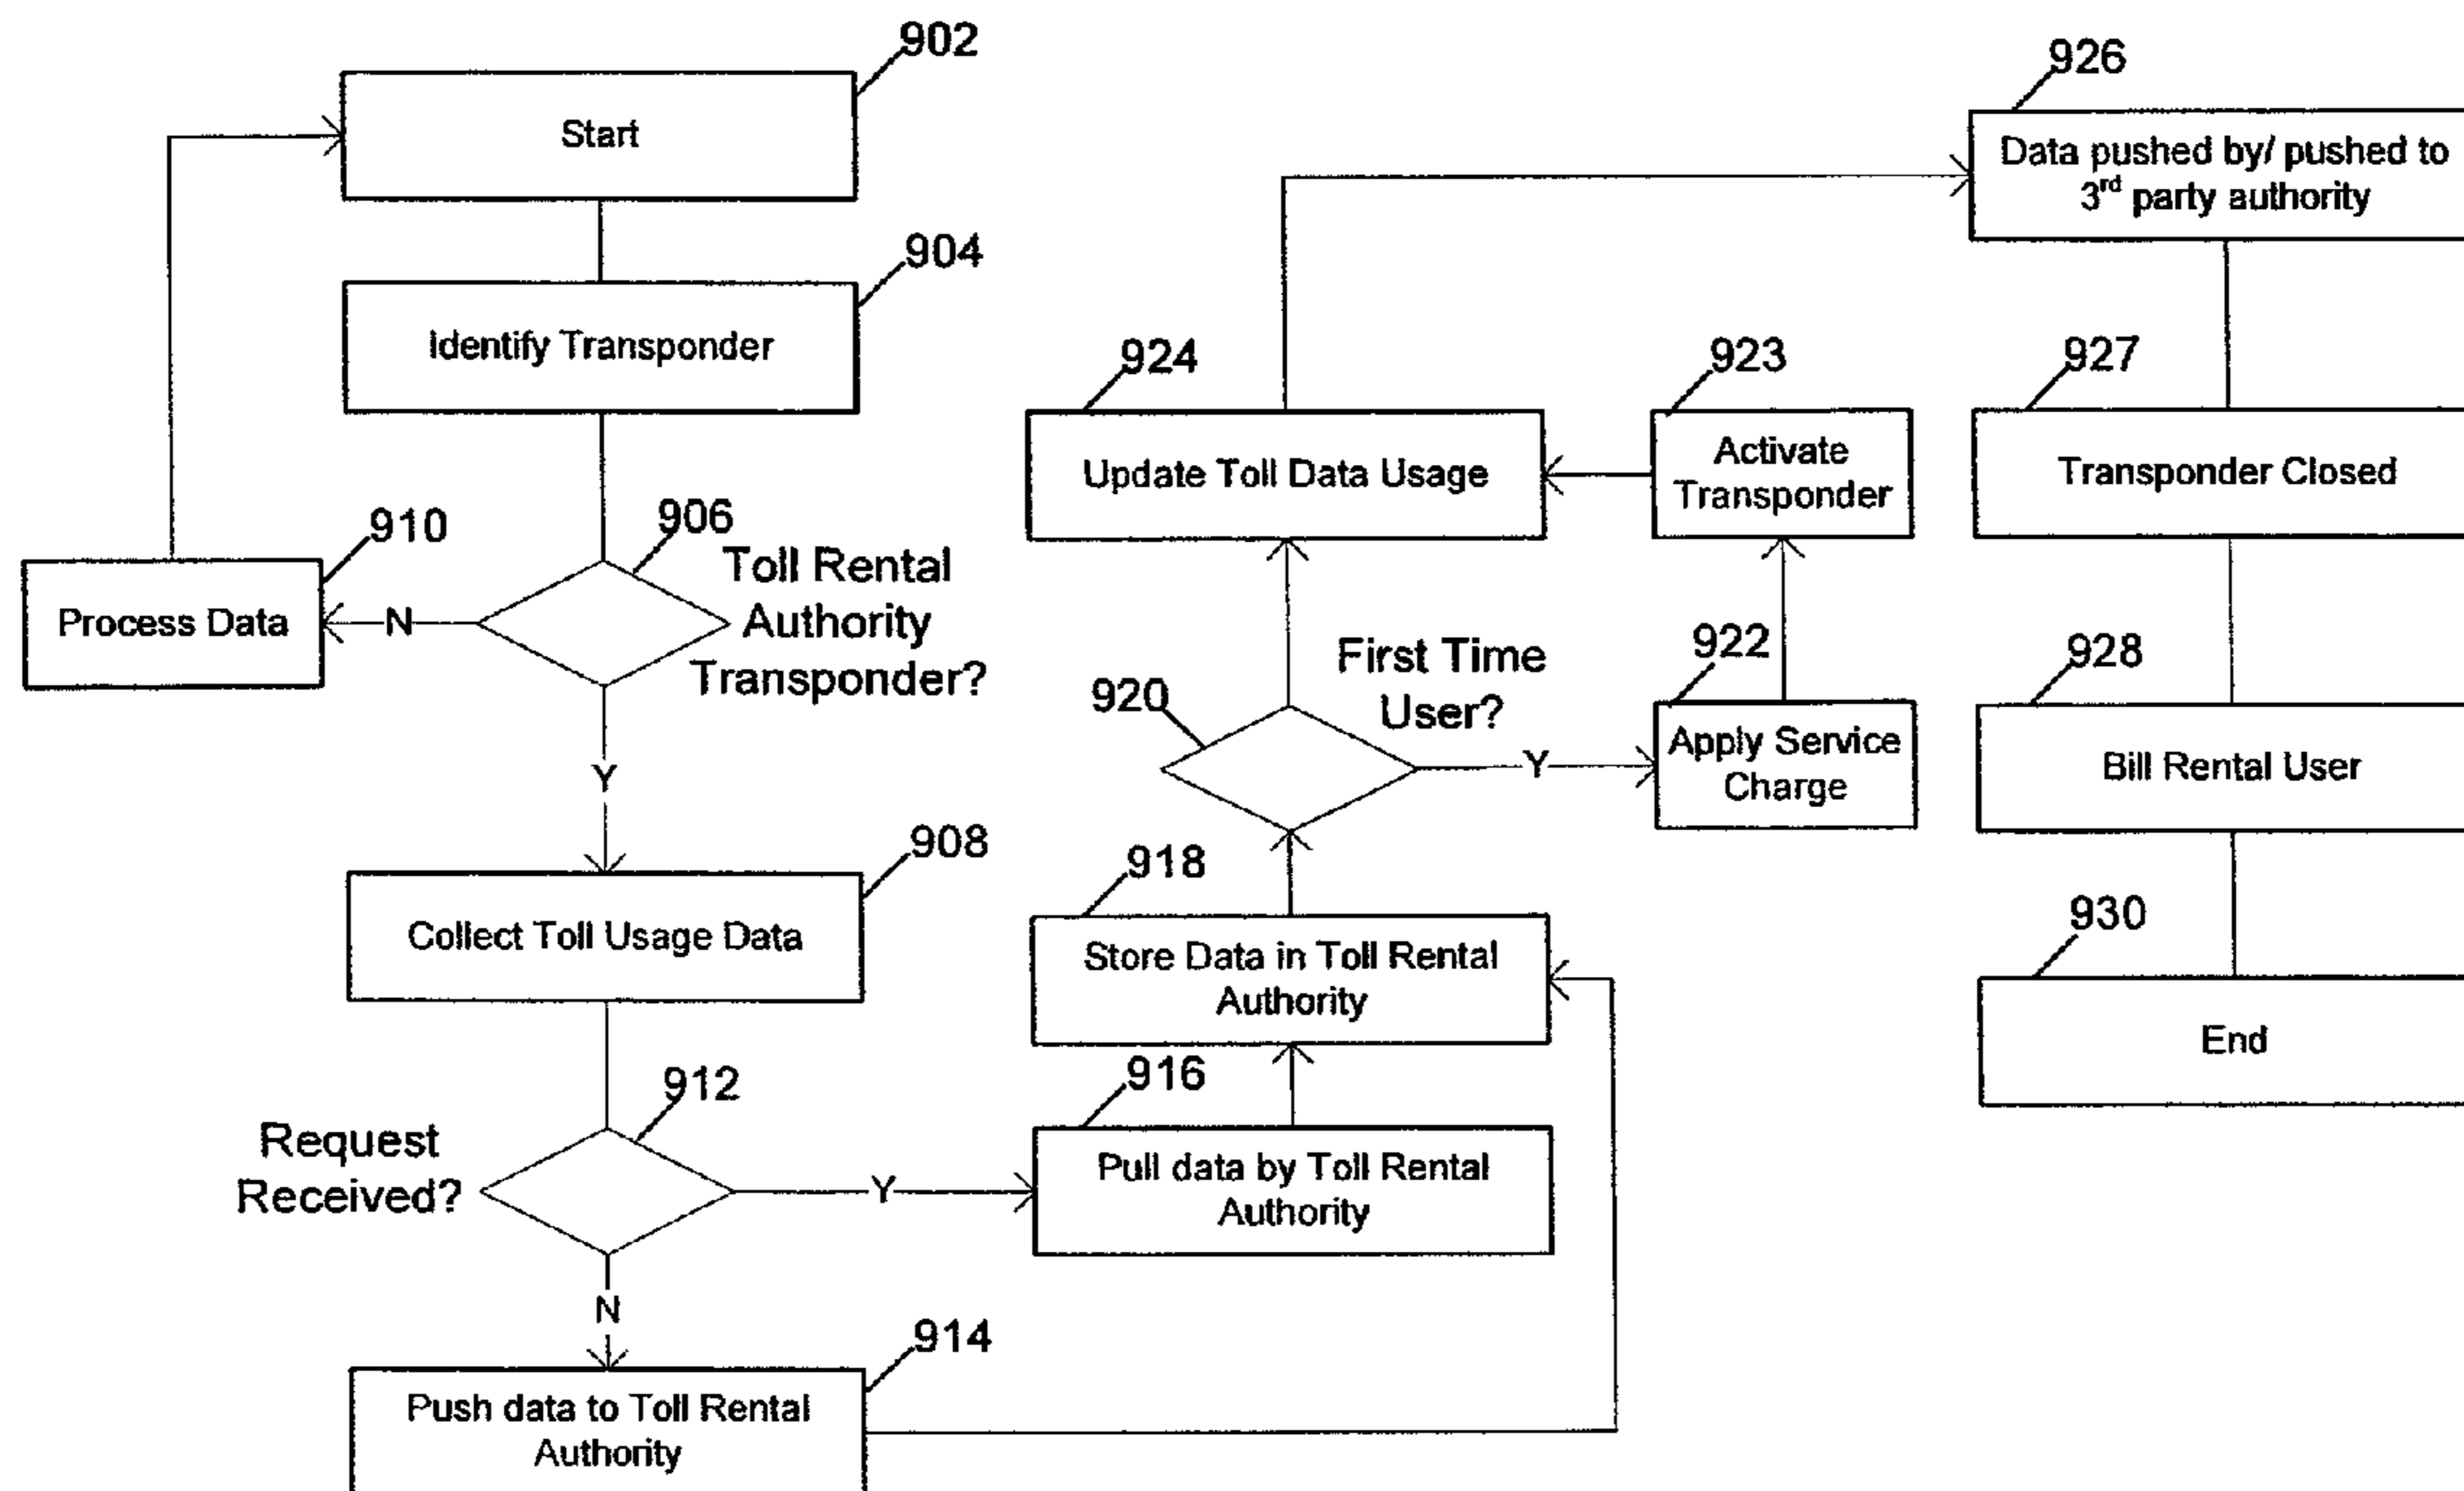 902
Start
904
Identify Transponder
906
Toll Rental
Authority
Transponder?
910
Process Data
N
Y
908
Collect Toll Usage Data
912
Request
Received?
Y
N
914
Push data to Toll Rental
Authority
916
Pull data by Toll Rental
Authority
918
Store Data in Toll Rental
Authority
920
First Time
User?
Y
922
Apply Service
Charge
923
Activate
Transponder
924
Update Toll Data Usage
926
Data pushed by/ pushed to
3rd party authority
927
Transponder Closed
928
Bill Rental User
930
End